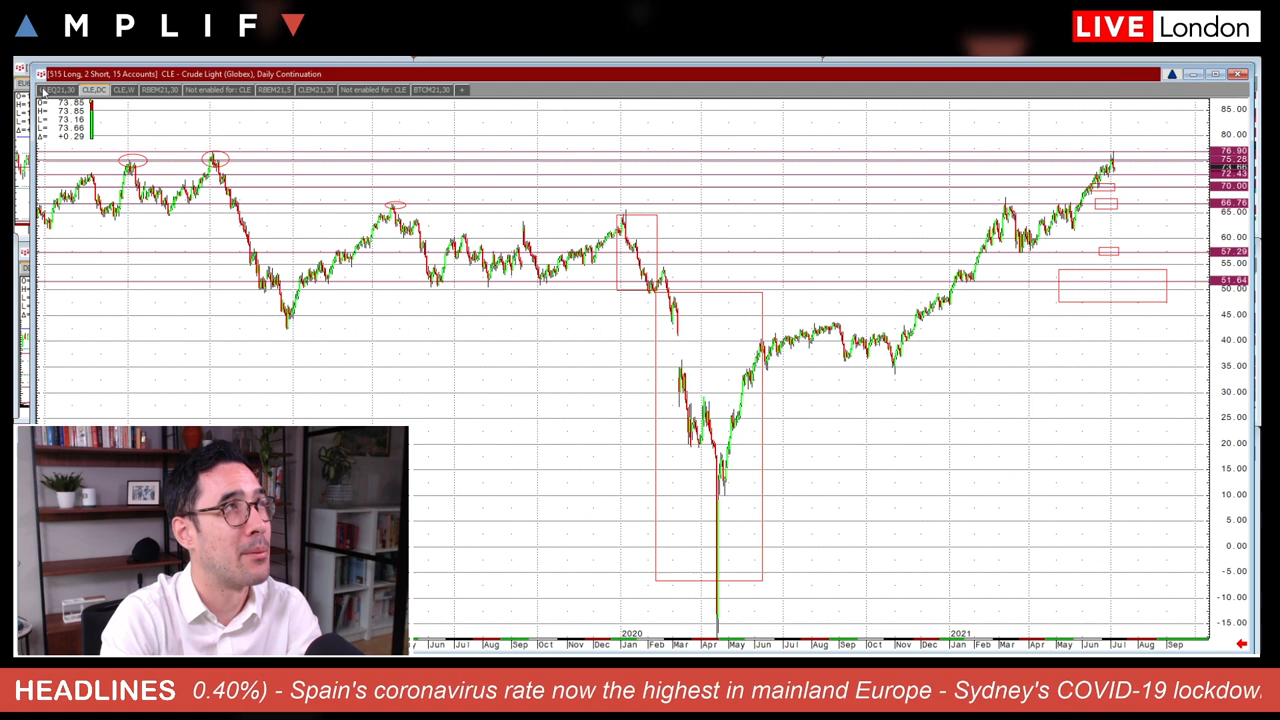 MPLIF
LIVE London
[515 Long, 2 Short, 15 Accounts] CLE - Crude Light (Globex), Daily Continuation
EQ21,30 CLE,DC CLE,W RBEM21,30 Not enabled for: CLE RBEM21,5 CLEM21,30 Not enabled for: CLE BTCM21,30 +
O= 73.85
H= 73.85
L= 73.16
L= 73.66
Δ= +0.29
85.00
80.00
76.90
75.28
72.43
70.00
66.76
65.00
60.00
57.29
55.00
51.64
50.00
45.00
40.00
35.00
30.00
25.00
20.00
15.00
10.00
5.00
0.00
-5.00
-10.00
-15.00
2020 2021
Jun Jul Aug Sep Oct Nov Dec Jan Feb Mar Apr May Jun Jul Aug Sep Oct Nov Dec Jan Feb Mar Apr May Jun Jul Aug Sep
HEADLINES 0.40%) - Spain's coronavirus rate now the highest in mainland Europe - Sydney's COVID-19 lockdow